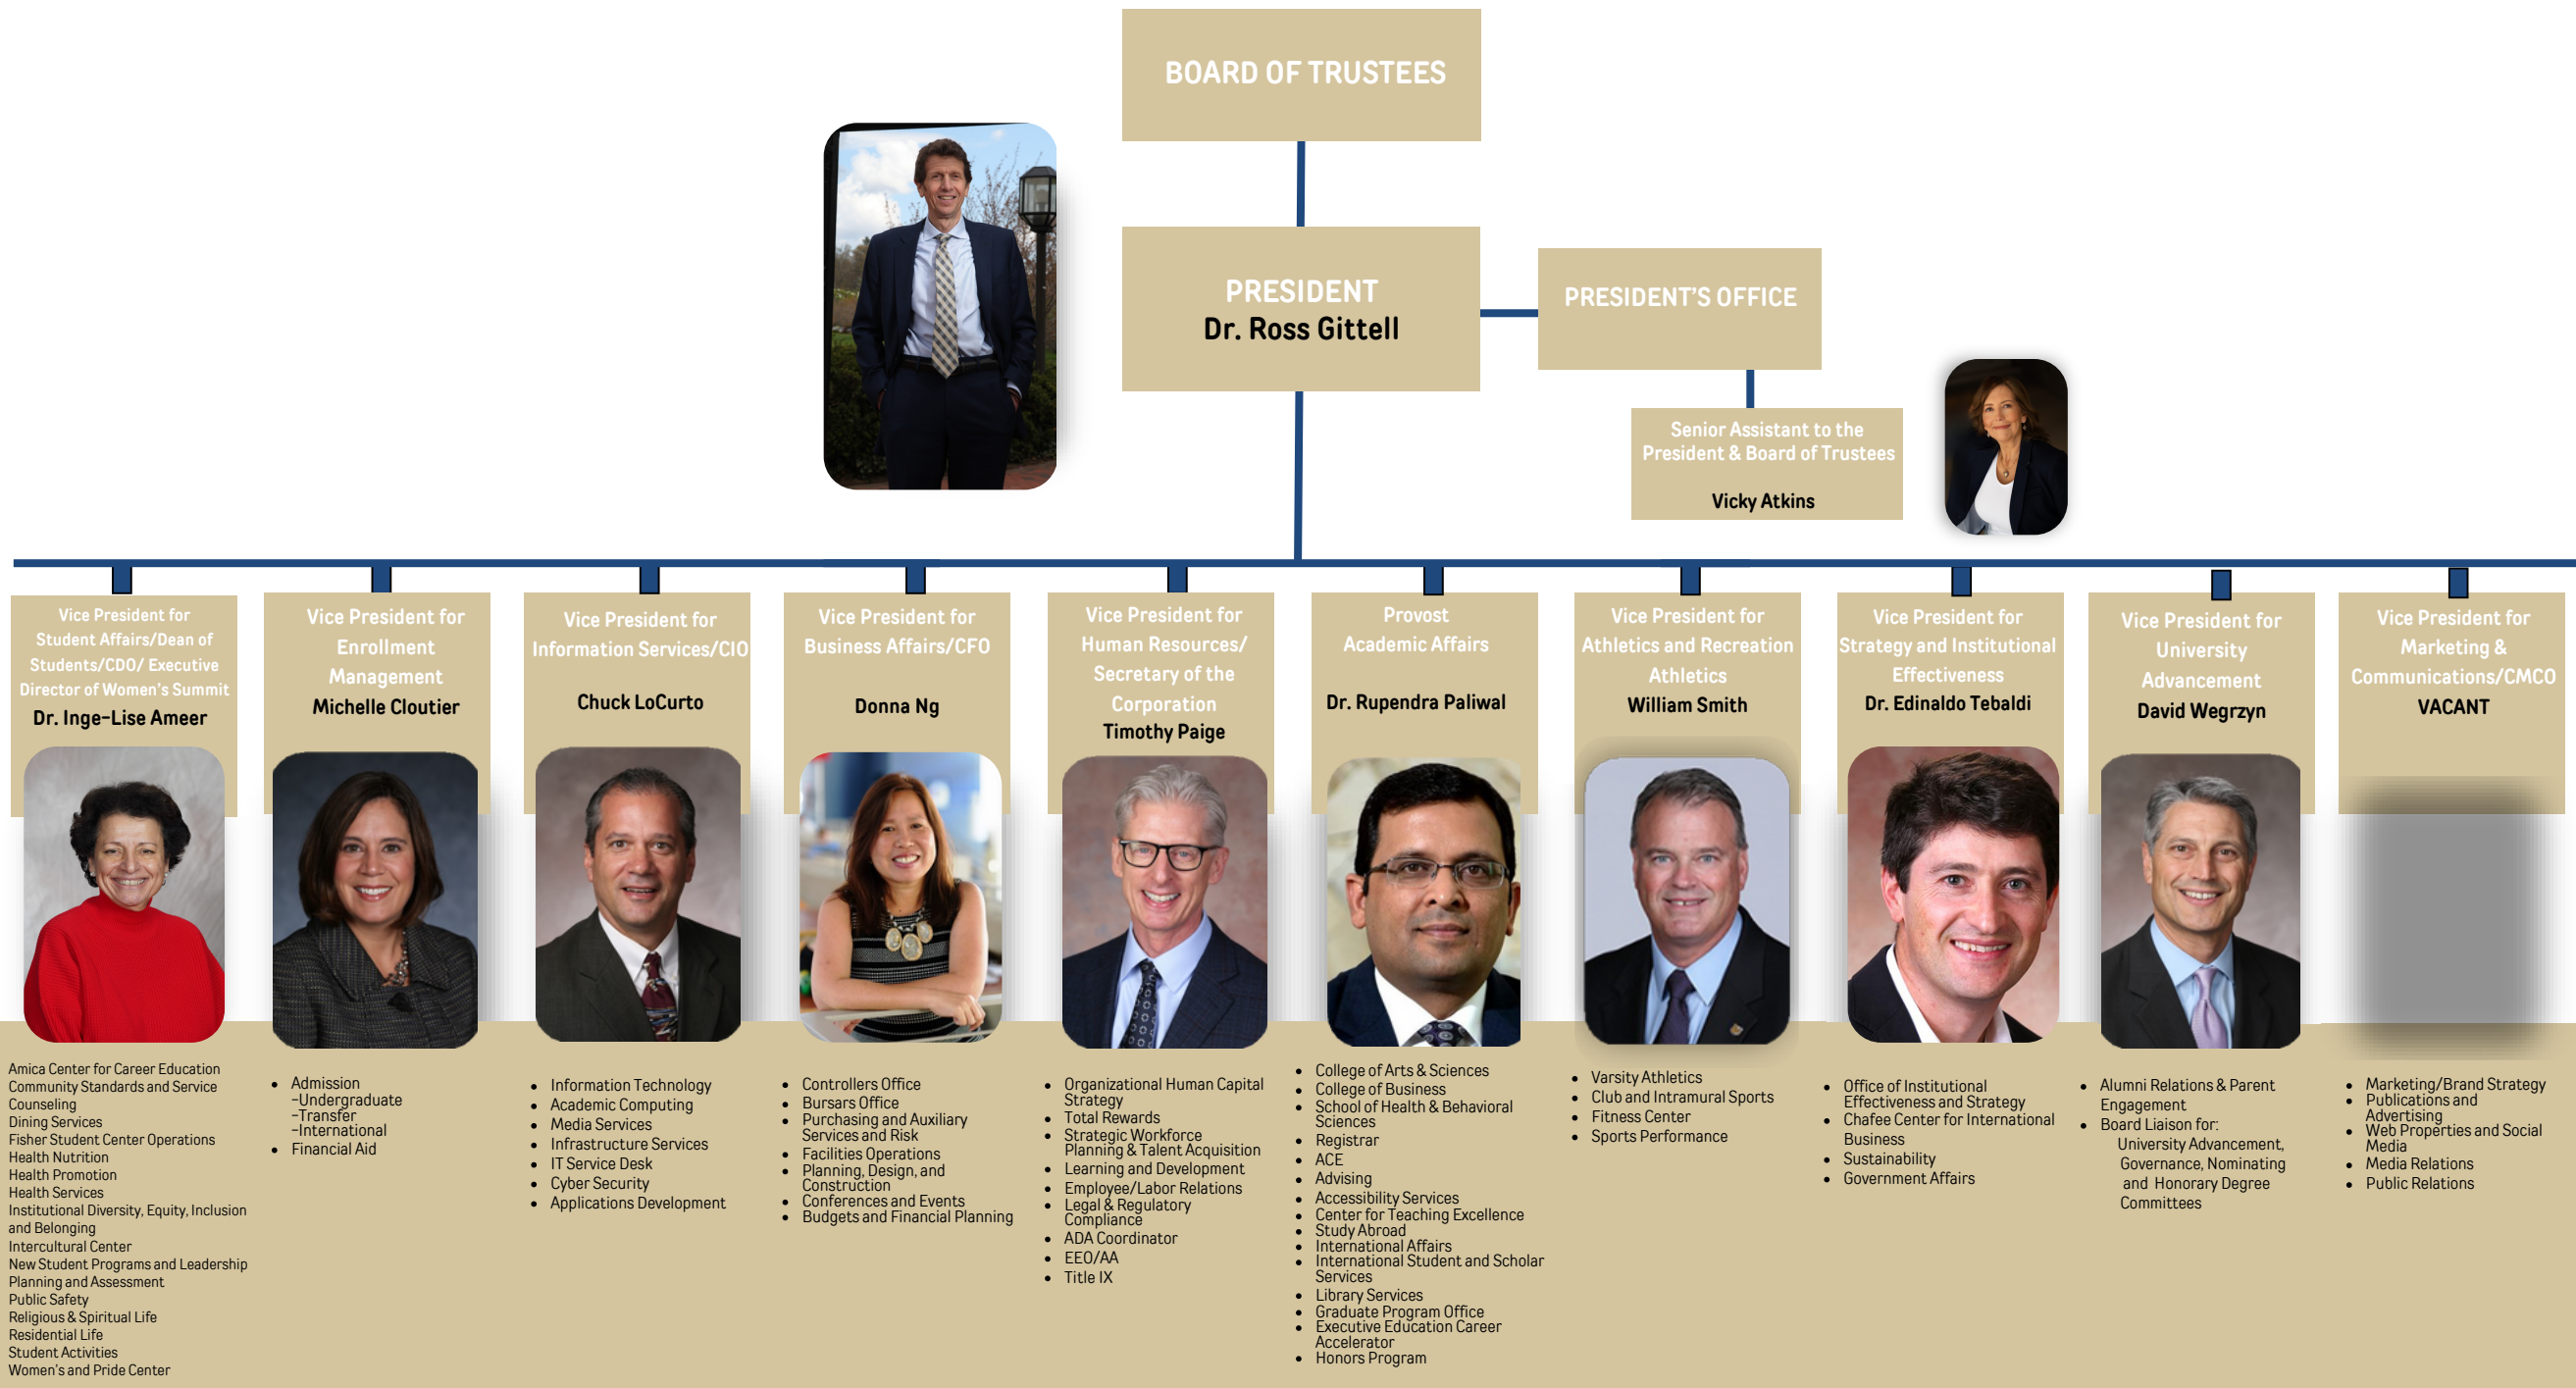 BOARD OF TRUSTEES
PRESIDENT
Dr. Ross Gittell
PRESIDENT’S OFFICE
Senior Assistant to the
President & Board of Trustees
Vicky Atkins
Vice President for
Student Affairs/Dean of
Students/CDO/ Executive
Director of Women’s Summit
Dr. Inge-Lise Ameer
Amica Center for Career Education
Community Standards and Service
Counseling
Dining Services
Fisher Student Center Operations
Health Nutrition
Health Promotion
Health Services
Institutional Diversity, Equity, Inclusion
and Belonging
Intercultural Center
New Student Programs and Leadership
Planning and Assessment
Public Safety
Religious & Spiritual Life
Residential Life
Student Activities
Women’s and Pride Center
Vice President for
Enrollment
Management
Michelle Cloutier
• Admission
-Undergraduate
-Transfer
-International
• Financial Aid
Vice President for
Information Services/CIO
Chuck LoCurto
• Information Technology
• Academic Computing
• Media Services
• Infrastructure Services
• IT Service Desk
• Cyber Security
• Applications Development
Vice President for
Business Affairs/CFO
Donna Ng
• Controllers Office
• Bursars Office
• Purchasing and Auxiliary
Services and Risk
• Facilities Operations
• Planning, Design, and
Construction
• Conferences and Events
• Budgets and Financial Planning
Vice President for
Human Resources/
Secretary of the
Corporation
Timothy Paige
• Organizational Human Capital
Strategy
• Total Rewards
• Strategic Workforce
Planning & Talent Acquisition
• Learning and Development
• Employee/Labor Relations
• Legal & Regulatory
Compliance
• ADA Coordinator
• EEO/AA
• Title IX
Provost
Academic Affairs
Dr. Rupendra Paliwal
• College of Arts & Sciences
• College of Business
• School of Health & Behavioral
Sciences
• Registrar
• ACE
• Advising
• Accessibility Services
• Center for Teaching Excellence
• Study Abroad
• International Affairs
• International Student and Scholar
Services
• Library Services
• Graduate Program Office
• Executive Education Career
Accelerator
• Honors Program
Vice President for
Athletics and Recreation
Athletics
William Smith
• Varsity Athletics
• Club and Intramural Sports
• Fitness Center
• Sports Performance
Vice President for
Strategy and Institutional
Effectiveness
Dr. Edinaldo Tebaldi
• Office of Institutional
Effectiveness and Strategy
• Chafee Center for International
Business
• Sustainability
• Government Affairs
Vice President for
University
Advancement
David Wegrzyn
• Alumni Relations & Parent
Engagement
• Board Liaison for:
University Advancement,
Governance, Nominating
and Honorary Degree
Committees
Vice President for
Marketing &
Communications/CMCO
VACANT
• Marketing/Brand Strategy
• Publications and
Advertising
• Web Properties and Social
Media
• Media Relations
• Public Relations